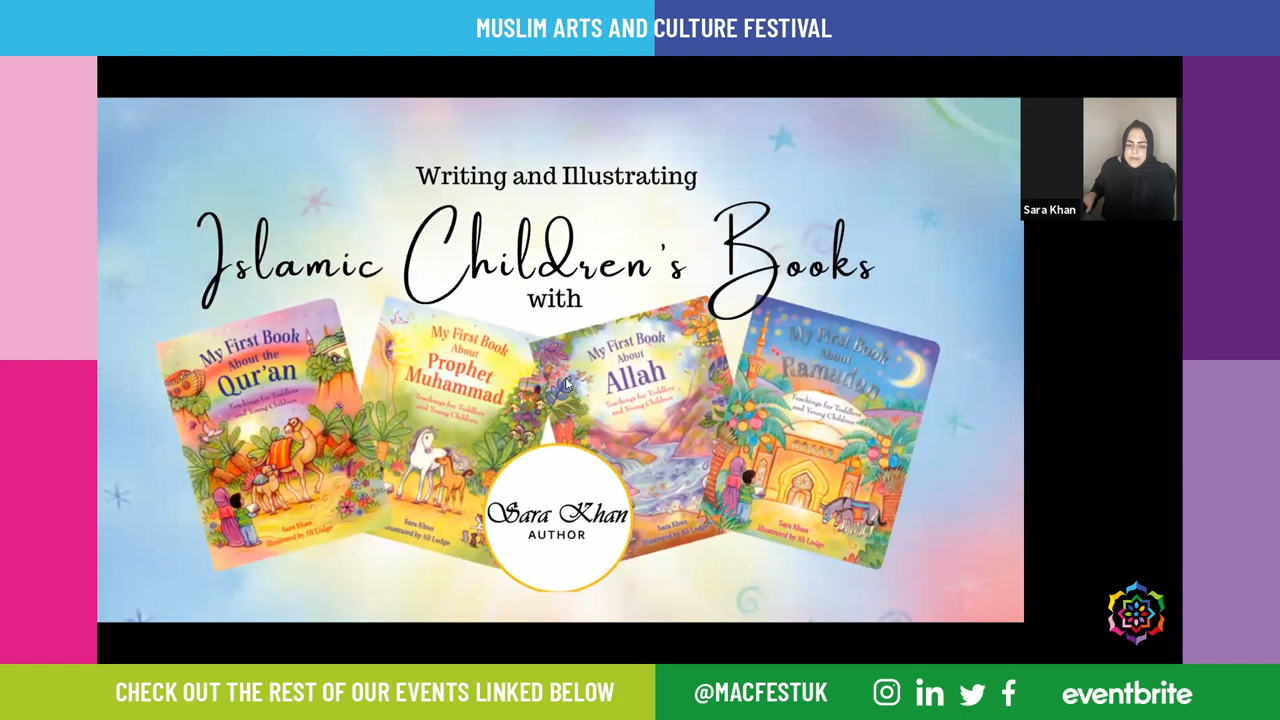 MUSLIM ARTS AND CULTURE FESTIVAL
Sara Khan
Writing and Illustrating
Islamic Children's Books
with
My First Book
About the
Qur'an
Teachings for Toddlers
and Young Children
Sara Khan
Illustrated by Ali Lodge
My First Book
About
Prophet
Muhammad
Teachings for Toddlers
and Young Children
Sara Khan
Illustrated by Ali Lodge
My First Book
About
Allah
Teachings for Toddlers
and Young Children
Sara Khan
Illustrated by Ali Lodge
My First Book
About
Ramadan
Teachings for Toddlers
and Young Children
Sara Khan
Illustrated by Ali Lodge
Sara Khan
AUTHOR
CHECK OUT THE REST OF OUR EVENTS LINKED BELOW
@MACFESTUK
eventbrite